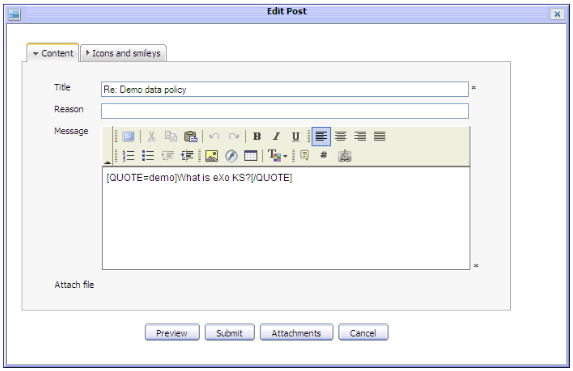 Edit Post
Content Icons and smileys
Title Re: Demo data policy *
Reason
Message
B I U
#
[QUOTE=demo]What is eXo KS?[/QUOTE]
*
Attach file
Preview Submit Attachments Cancel